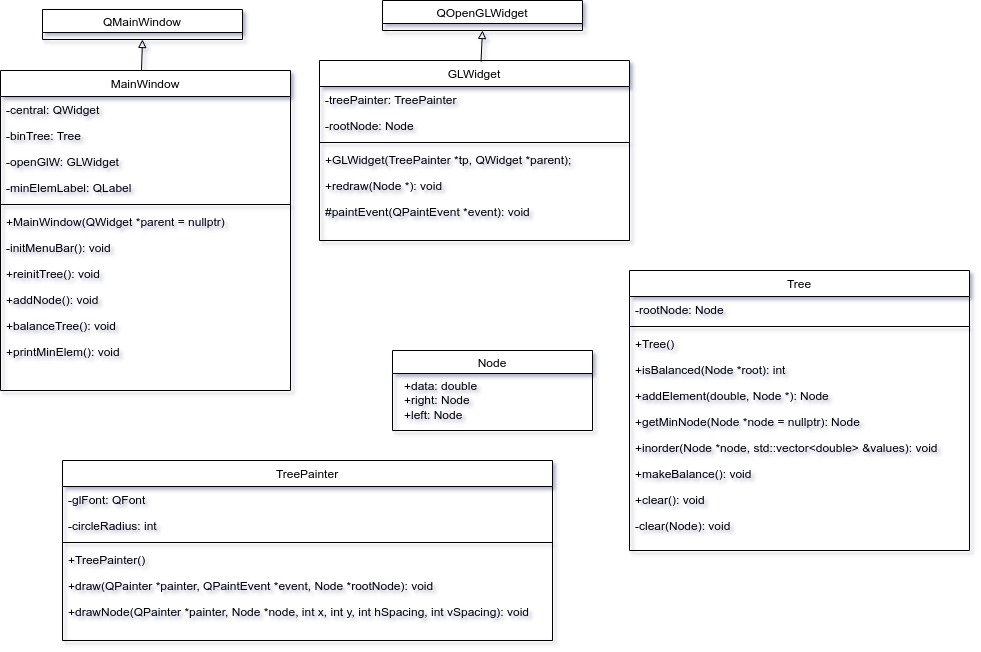 QMainWindow
QOpenGLWidget
MainWindow
-central: QWidget
-binTree: Tree
-openGlW: GLWidget
-minElemLabel: QLabel
+MainWindow(QWidget *parent = nullptr)
-initMenuBar(): void
+reinitTree(): void
+addNode(): void
+balanceTree(): void
+printMinElem(): void
GLWidget
-treePainter: TreePainter
-rootNode: Node
+GLWidget(TreePainter *tp, QWidget *parent);
+redraw(Node *): void
#paintEvent(QPaintEvent *event): void
Tree
-rootNode: Node
+Tree()
+isBalanced(Node *root): int
+addElement(double, Node *): Node
+getMinNode(Node *node = nullptr): Node
+inorder(Node *node, std::vector<double> &values): void
+makeBalance(): void
+clear(): void
-clear(Node): void
Node
+data: double
+right: Node
+left: Node
TreePainter
-glFont: QFont
-circleRadius: int
+TreePainter()
+draw(QPainter *painter, QPaintEvent *event, Node *rootNode): void
+drawNode(QPainter *painter, Node *node, int x, int y, int hSpacing, int vSpacing): void